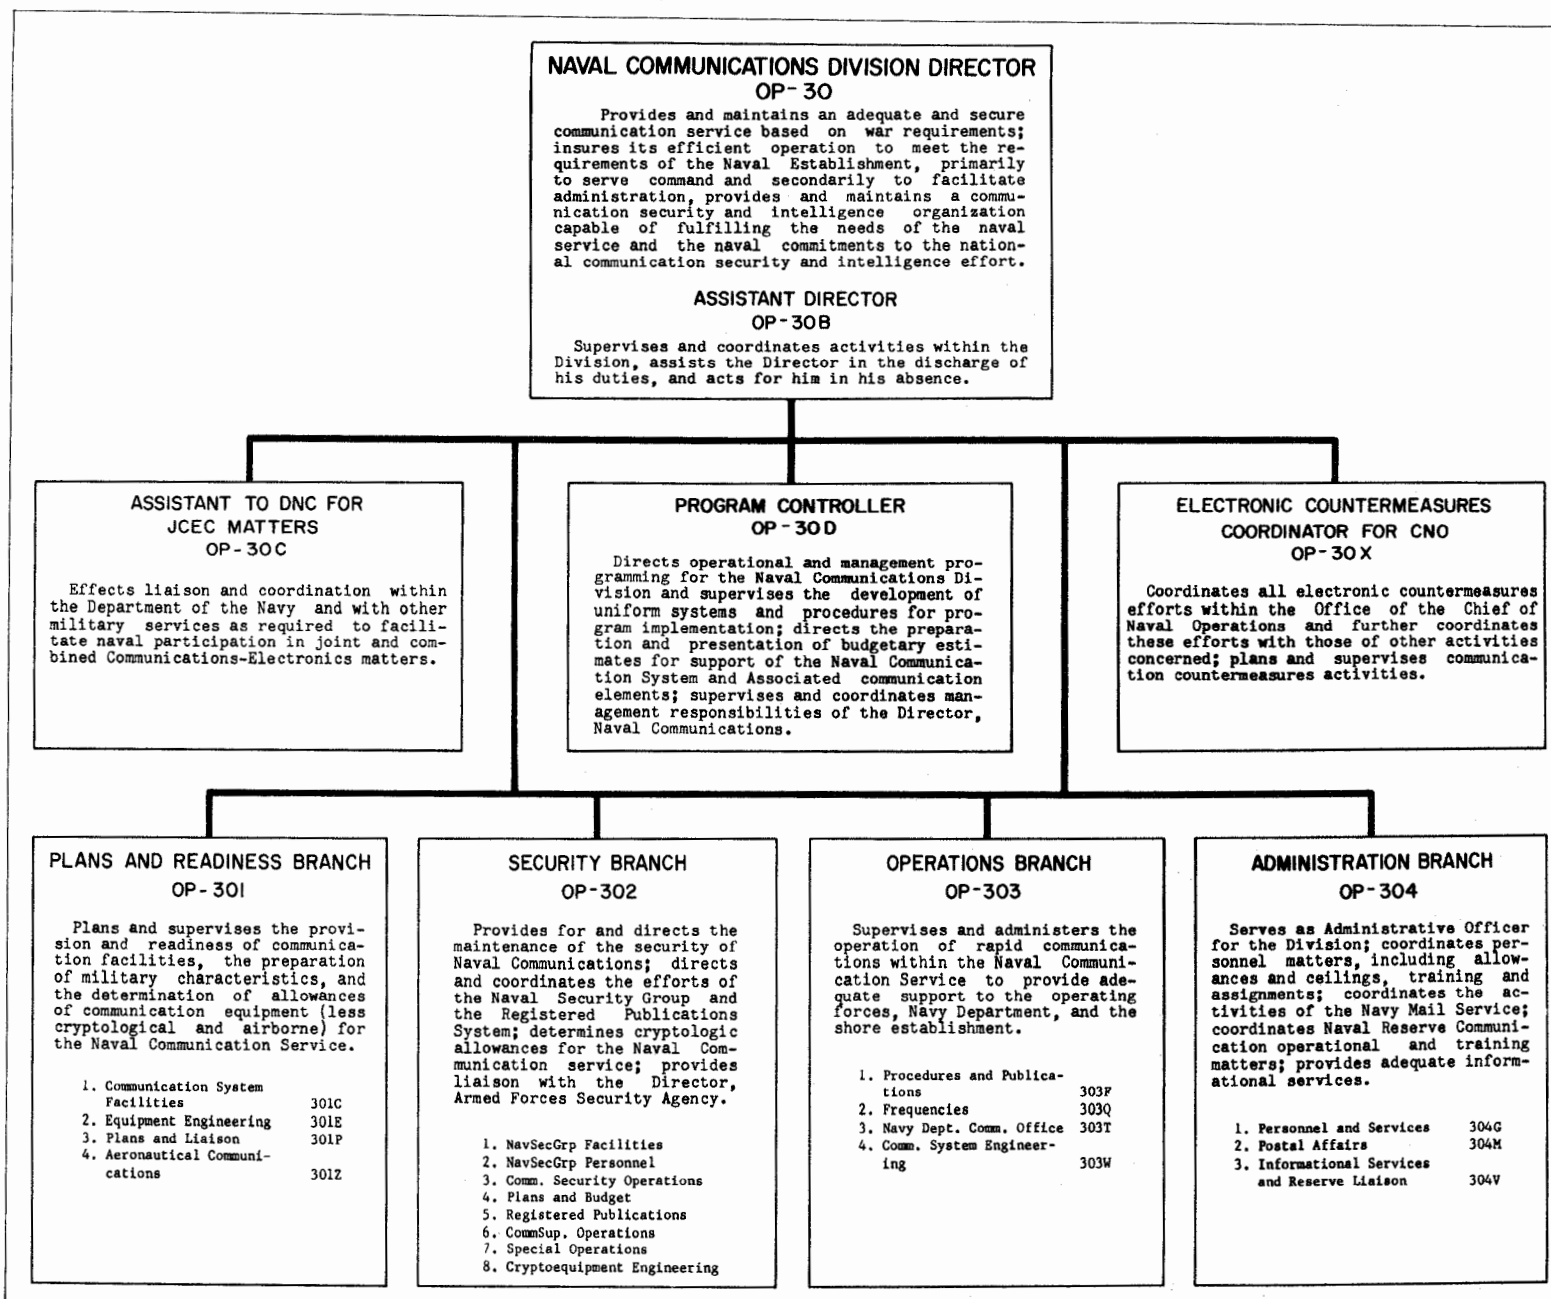 NAVAL COMMUNICATIONS DIVISION DIRECTOR
OP-30
Provides and maintains an adequate and secure
communication service based on war requirements;
insures its efficient operation to meet the re-
quirements of the Naval Establishment, primarily
to serve command and secondarily to facilitate
administration, provides and maintains a commu-
nication security and intelligence organization
capable of fulfilling the needs of the naval
service and the naval commitments to the nation-
al communication security and intelligence effort.
ASSISTANT DIRECTOR
OP-30B
Supervises and coordinates activities within the
Division, assists the Director in the discharge of
his duties, and acts for him in his absence.
ASSISTANT TO DNC FOR
JCEC MATTERS
OP-30C
Effects liaison and coordination within
the Department of the Navy and with other
military services as required to facili-
tate naval participation in joint and com-
bined Communications-Electronics matters.
PROGRAM CONTROLLER
OP-30D
Directs operational and management pro-
gramming for the Naval Communications Di-
vision and supervises the development of
uniform systems and procedures for pro-
gram implementation; directs the prepara-
tion and presentation of budgetary esti-
mates for support of the Naval Communica-
tion System and Associated communication
elements; supervises and coordinates man-
agement responsibilities of the Director,
Naval Communications.
ELECTRONIC COUNTERMEASURES
COORDINATOR FOR CNO
OP-30X
Coordinates all electronic countermeasures
efforts within the Office of the Chief of
Naval Operations and further coordinates
these efforts with those of other activities
concerned; plans and supervises communica-
tion countermeasures activities.
PLANS AND READINESS BRANCH
OP-301
Plans and supervises the provi-
sion and readiness of communica-
tion facilities, the preparation
of military characteristics, and
the determination of allowances
of communication equipment (less
cryptological and airborne) for
the Naval Communication Service.
1. Communication System
Facilities 301C
2. Equipment Engineering 301E
3. Plans and Liaison 301P
4. Aeronautical Communi-
cations 301Z
SECURITY BRANCH
OP-302
Provides for and directs the
maintenance of the security of
Naval Communications; directs
and coordinates the efforts of
the Naval Security Group and
the Registered Publications
System; determines cryptologic
allowances for the Naval Com-
munication service; provides
liaison with the Director,
Armed Forces Security Agency.
1. NavSecGrp Facilities
2. NavSecGrp Personnel
3. Comm. Security Operations
4. Plans and Budget
5. Registered Publications
6. CommSup. Operations
7. Special Operations
8. Cryptoequipment Engineering
OPERATIONS BRANCH
OP-303
Supervises and administers the
operation of rapid communica-
tions within the Naval Communi-
cation Service to provide ade-
quate support to the operating
forces, Navy Department, and the
shore establishment.
1. Procedures and Publica-
tions 303F
2. Frequencies 303Q
3. Navy Dept. Comm. Office 303T
4. Comm. System Engineer-
ing 303W
ADMINISTRATION BRANCH
OP-304
Serves as Administrative Officer
for the Division; coordinates per-
sonnel matters, including allow-
ances and ceilings, training and
assignments; coordinates the ac-
tivities of the Navy Mail Service;
coordinates Naval Reserve Communi-
cation operational and training
matters; provides adequate inform-
ational services.
1. Personnel and Services 304G
2. Postal Affairs 304M
3. Informational Services
and Reserve Liaison 304V